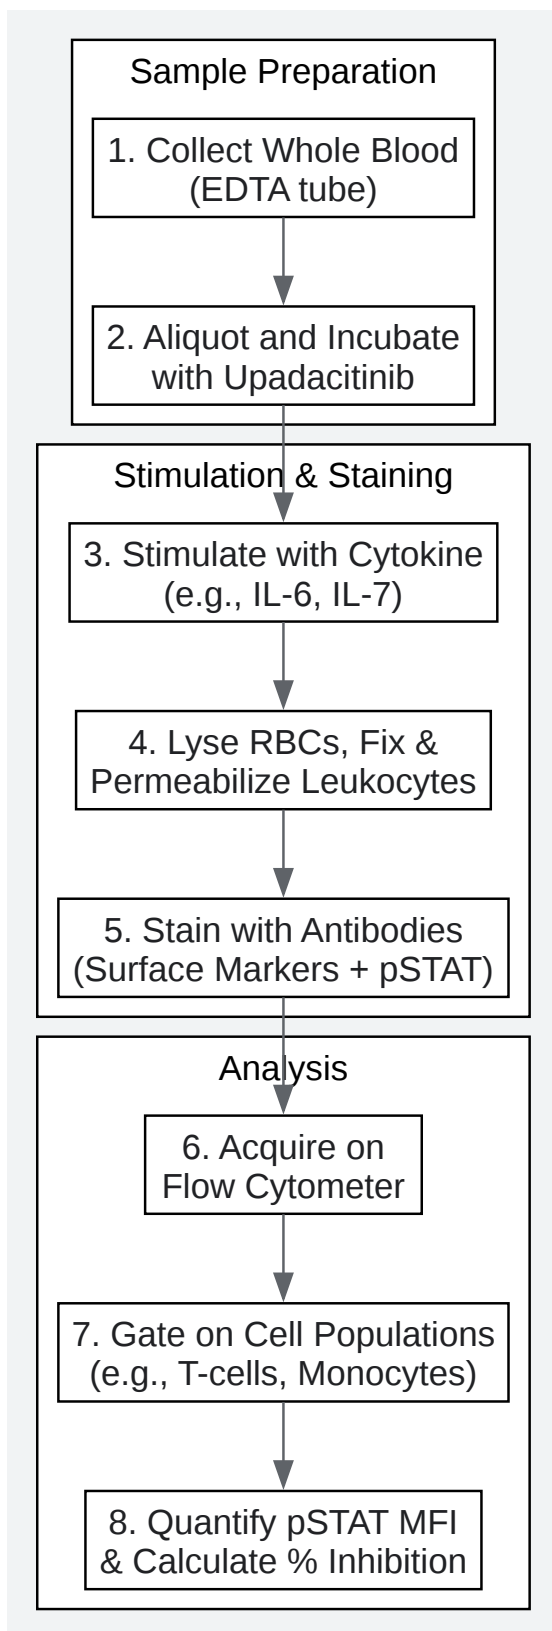 Sample Preparation
1. Collect Whole Blood
(EDTA tube)
2. Aliquot and Incubate
with Upadacitinib
Stimulation & Staining
3. Stimulate with Cytokine
(e.g., IL-6, IL-7)
4. Lyse RBCs, Fix &
Permeabilize Leukocytes
5. Stain with Antibodies
(Surface Markers + pSTAT)
Analysis
6. Acquire on
Flow Cytometer
7. Gate on Cell Populations
(e.g., T-cells, Monocytes)
8. Quantify pSTAT MFI
& Calculate % Inhibition